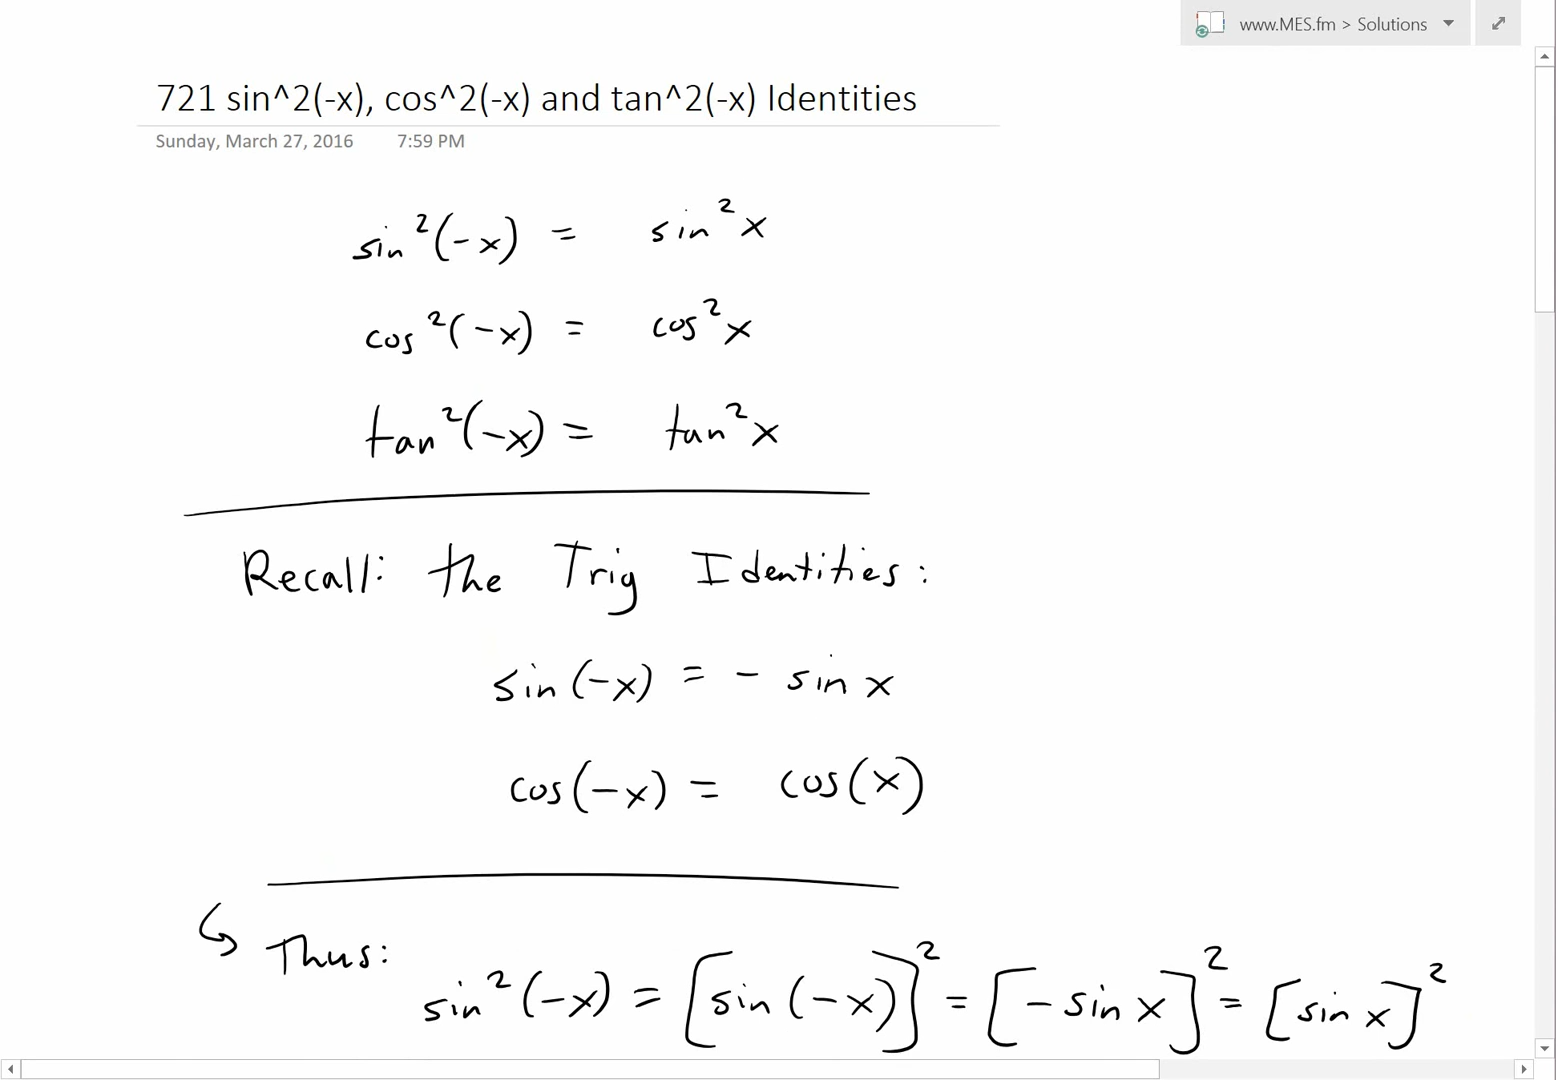 www.MES.fm > Solutions
721 sin^2(-x), cos^2(-x) and tan^2(-x) Identities
Sunday, March 27, 2016 7:59 PM
sin²(-x) = sin²x
cos²(-x) = cos²x
tan²(-x) = tan²x
Recall: the Trig Identities:
sin(-x) = - sin x
cos(-x) = cos(x)
Thus:
sin²(-x) = [sin(-x)]² = [-sin x]² = [sin x]²